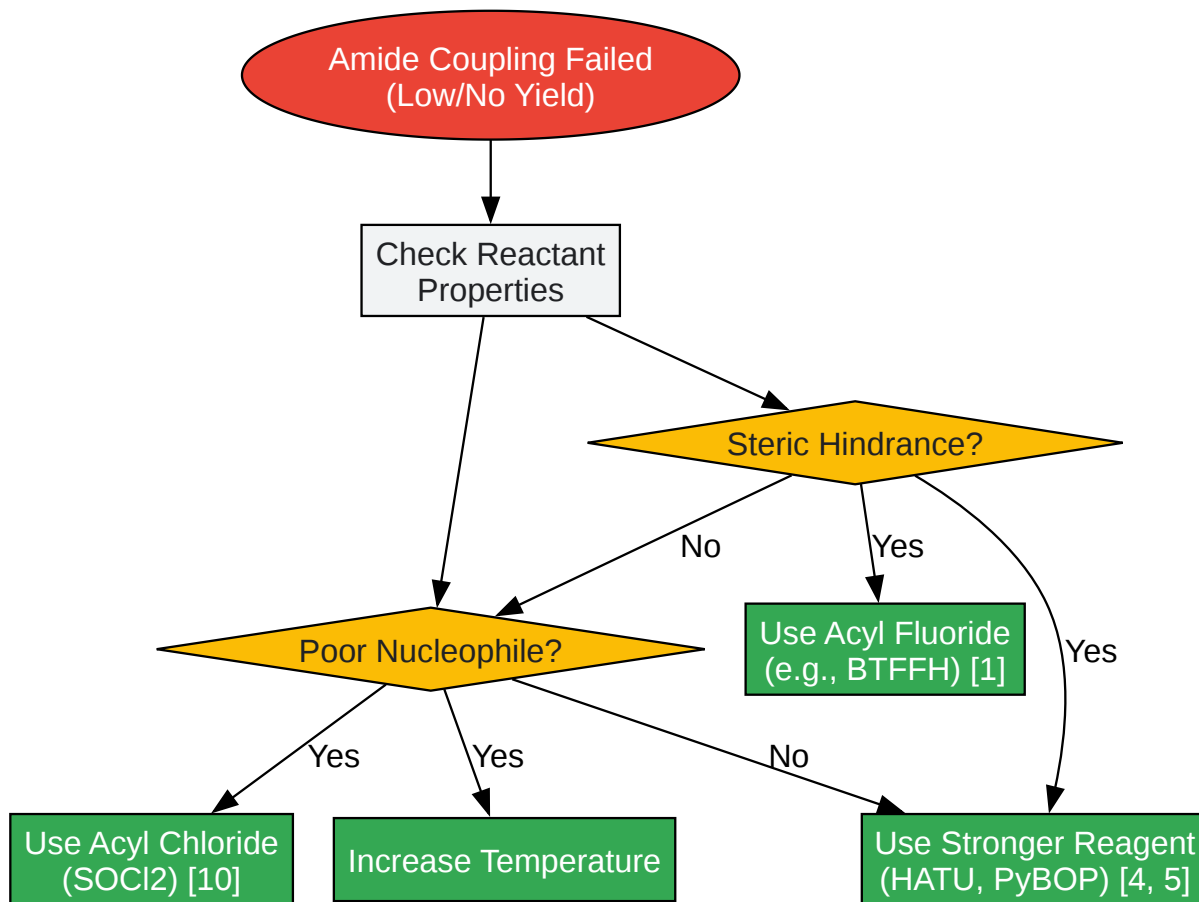 Amide Coupling Failed
(Low/No Yield)
Check Reactant
Properties
Steric Hindrance?
No
Yes
Yes
Use Acyl Fluoride
(e.g., BTFFH) [1]
Poor Nucleophile?
Yes
Yes
No
Use Acyl Chloride
(SOCl2) [10]
Increase Temperature
Use Stronger Reagent
(HATU, PyBOP) [4, 5]